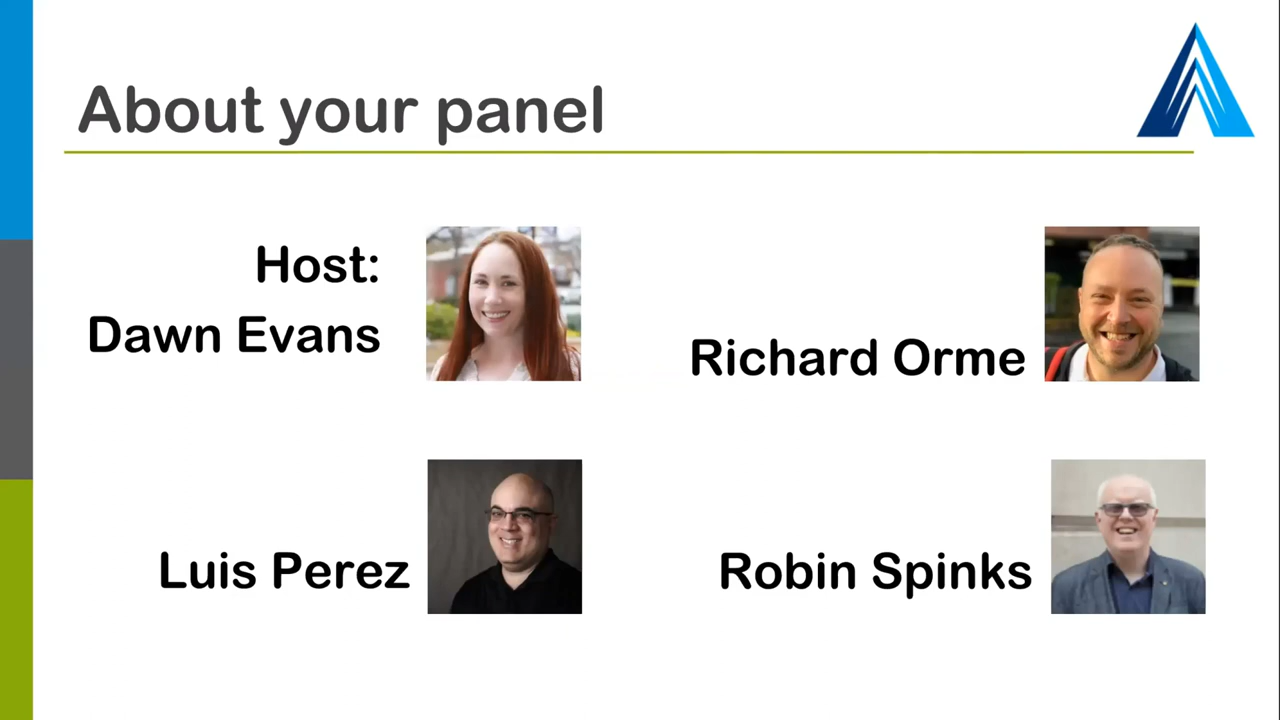 About your panel
Host:
Dawn Evans
Richard Orme
Luis Perez
Robin Spinks